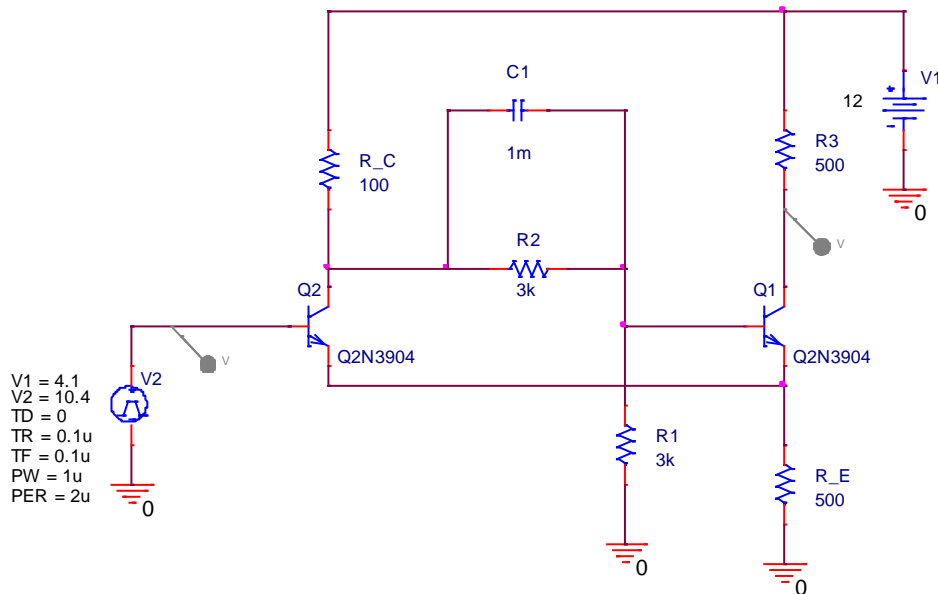 C1
1m
V1
12
0
R_C
100
R3
500
V
R2
3k
Q2
Q2N3904
Q1
Q2N3904
V
V2
V1 = 4.1
V2 = 10.4
TD = 0
TR = 0.1u
TF = 0.1u
PW = 1u
PER = 2u
0
R1
3k
0
R_E
500
0